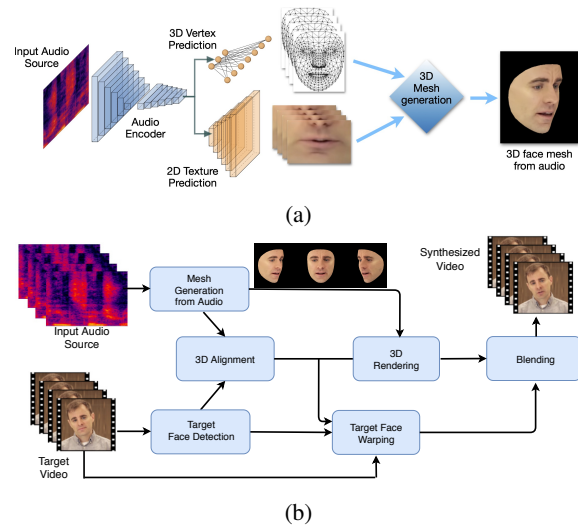 Input Audio
Source
3D Vertex
Prediction
Audio
Encoder
2D Texture
Prediction
3D
Mesh
generation
3D face mesh
from audio
(a)
Input Audio
Source
Mesh
Generation
from Audio
Synthesized
Video
3D Alignment
3D
Rendering
Blending
Target
Video
Target
Face Detection
Target Face
Warping
(b)